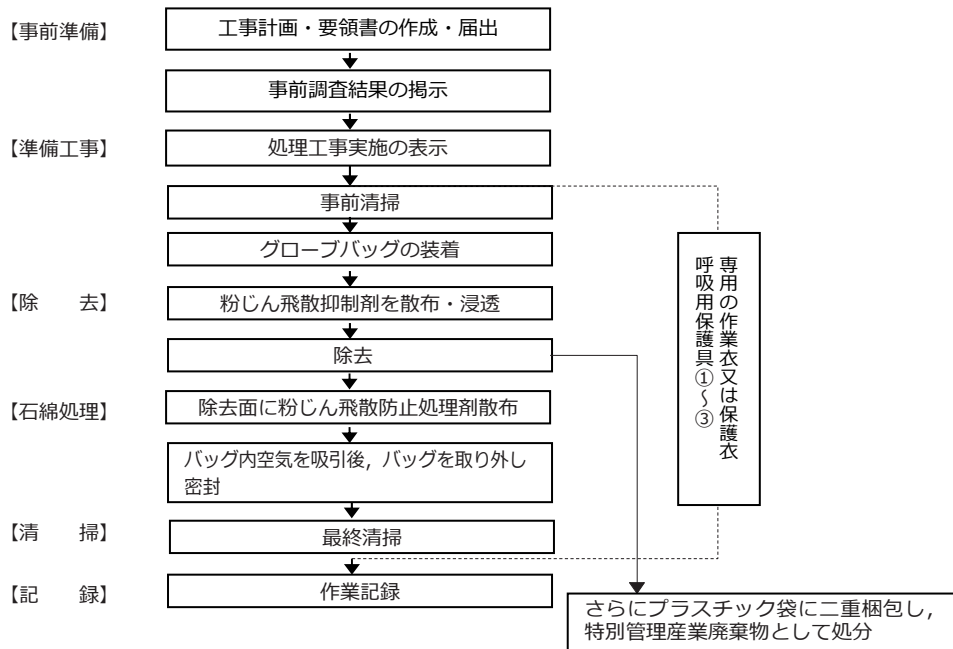 【事前準備】
工事計画・要領書の作成・届出
事前調査結果の掲示
【準備工事】
処理工事実施の表示
事前清掃
グローブバッグの装着
【除　　去】
粉じん飛散抑制剤を散布・浸透
除去
【石綿処理】
除去面に粉じん飛散防止処理剤散布
バッグ内空気を吸引後，バッグを取り外し
密封
【清　　掃】
最終清掃
【記　　録】
作業記録
専用の作業衣又は保護衣
呼吸用保護具①～③
さらにプラスチック袋に二重梱包し，
特別管理産業廃棄物として処分